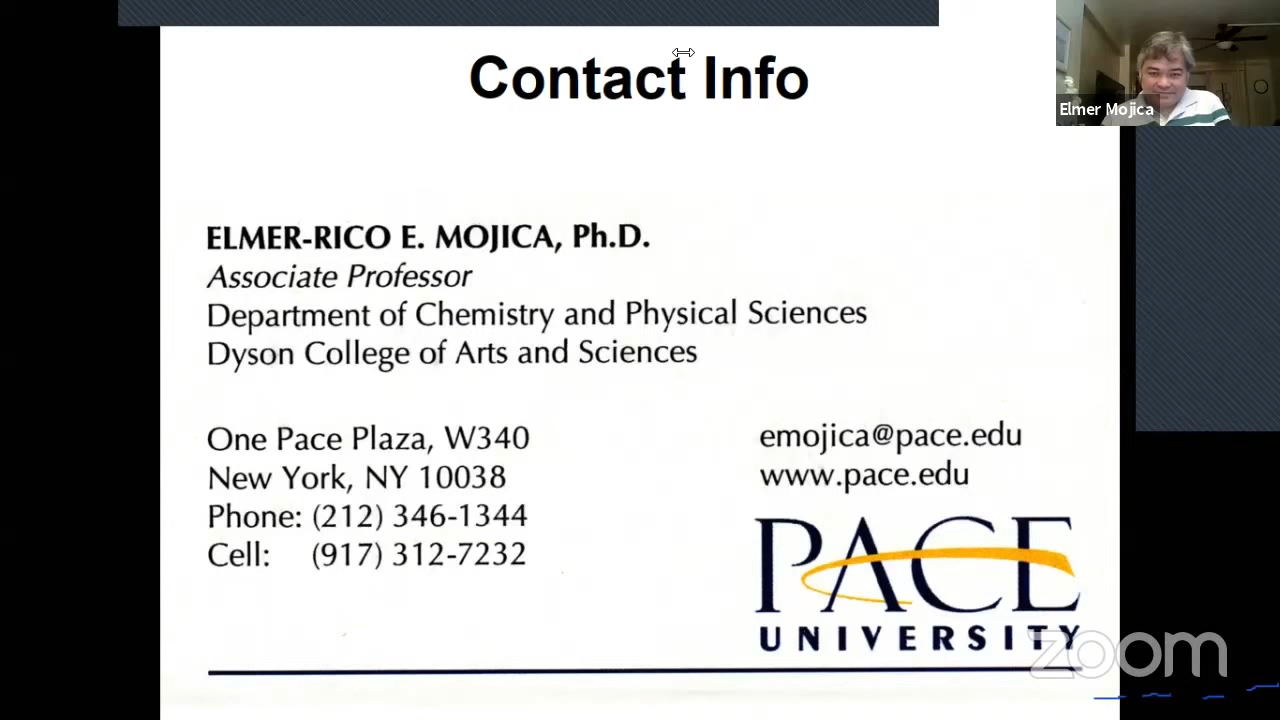 Contact Info
Elmer Mojica
ELMER-RICO E. MOJICA, Ph.D.
Associate Professor
Department of Chemistry and Physical Sciences
Dyson College of Arts and Sciences
One Pace Plaza, W340
New York, NY 10038
Phone: (212) 346-1344
Cell: (917) 312-7232
emojica@pace.edu
www.pace.edu
PACE
UNIVERSITY
zoom